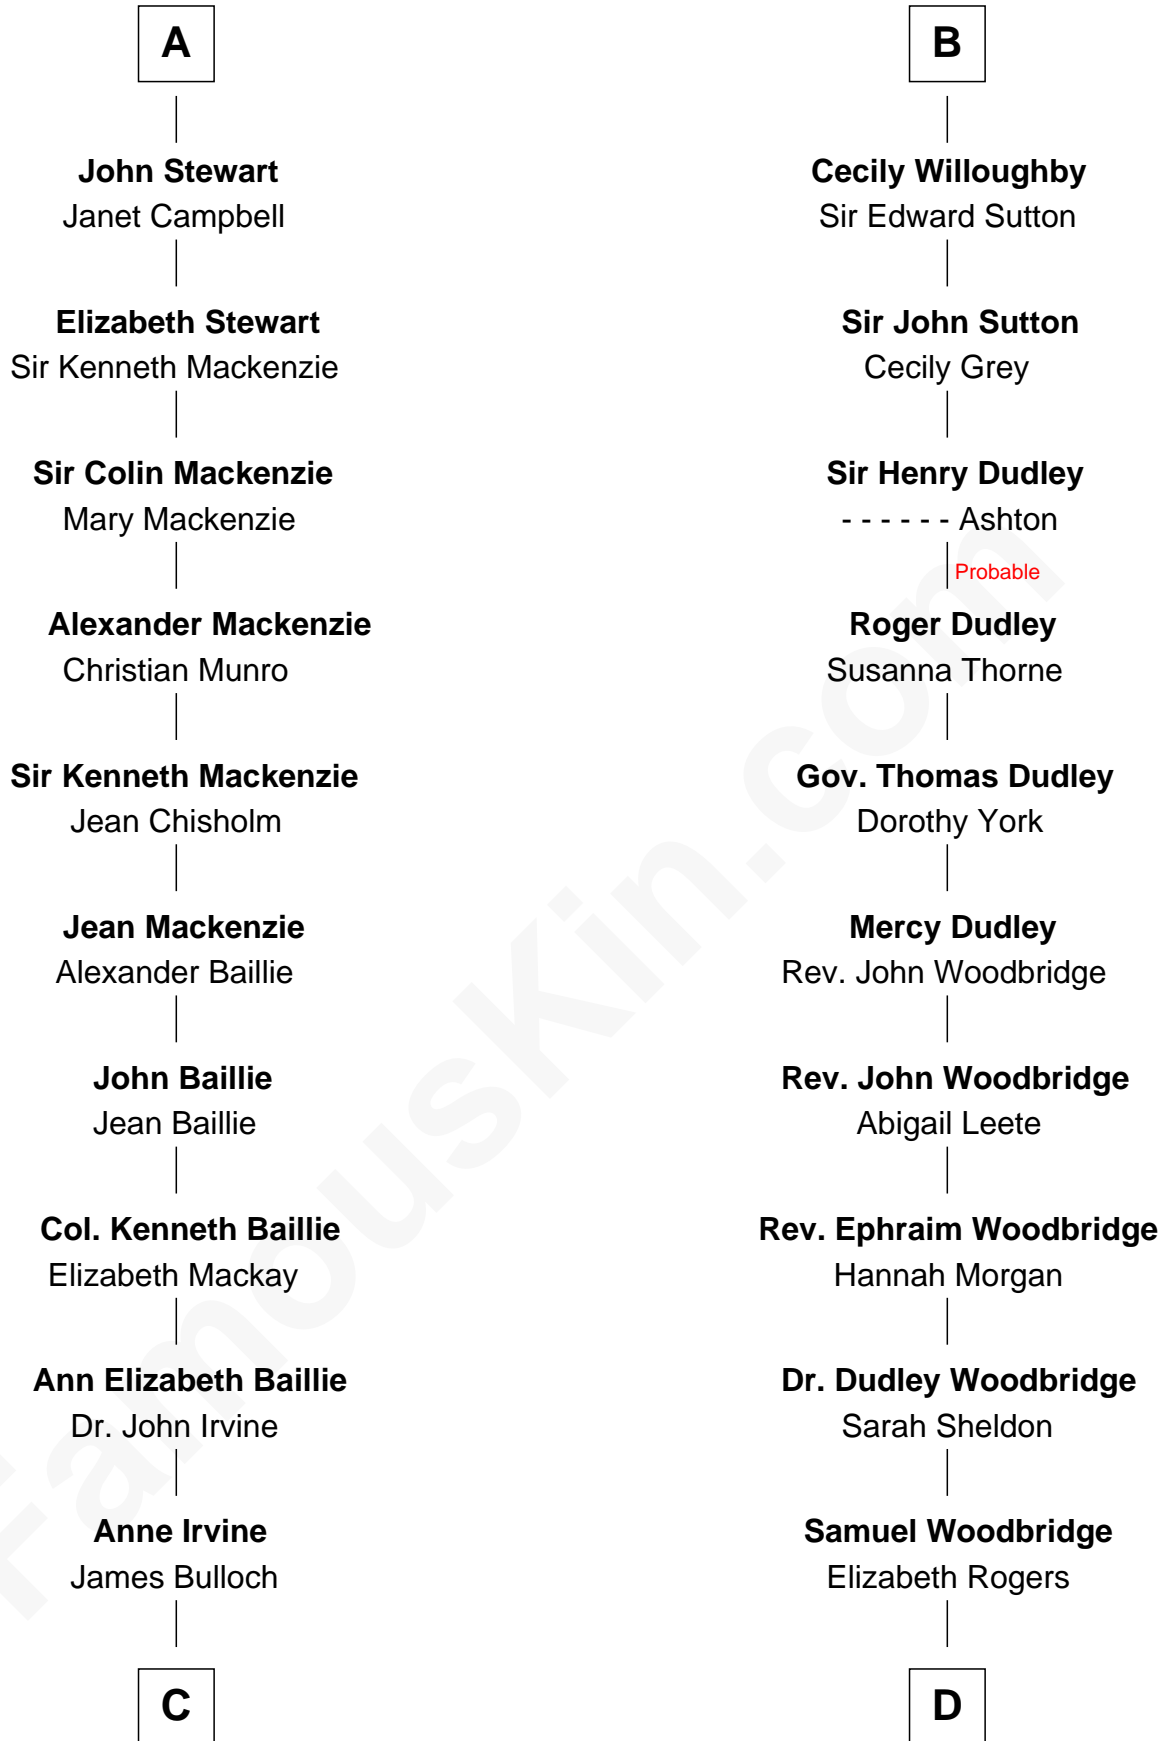 A
John Stewart
Janet Campbell
Elizabeth Stewart
Sir Kenneth Mackenzie
Sir Colin Mackenzie
Mary Mackenzie
Alexander Mackenzie
Christian Munro
Sir Kenneth Mackenzie
Jean Chisholm
Jean Mackenzie
Alexander Baillie
John Baillie
Jean Baillie
Col. Kenneth Baillie
Elizabeth Mackay
Ann Elizabeth Baillie
Dr. John Irvine
Anne Irvine
James Bulloch
C
B
Cecily Willoughby
Sir Edward Sutton
Sir John Sutton
Cecily Grey
Sir Henry Dudley
- - - - - - Ashton
Probable
Roger Dudley
Susanna Thorne
Gov. Thomas Dudley
Dorothy York
Mercy Dudley
Rev. John Woodbridge
Rev. John Woodbridge
Abigail Leete
Rev. Ephraim Woodbridge
Hannah Morgan
Dr. Dudley Woodbridge
Sarah Sheldon
Samuel Woodbridge
Elizabeth Rogers
D
FamousKin.com